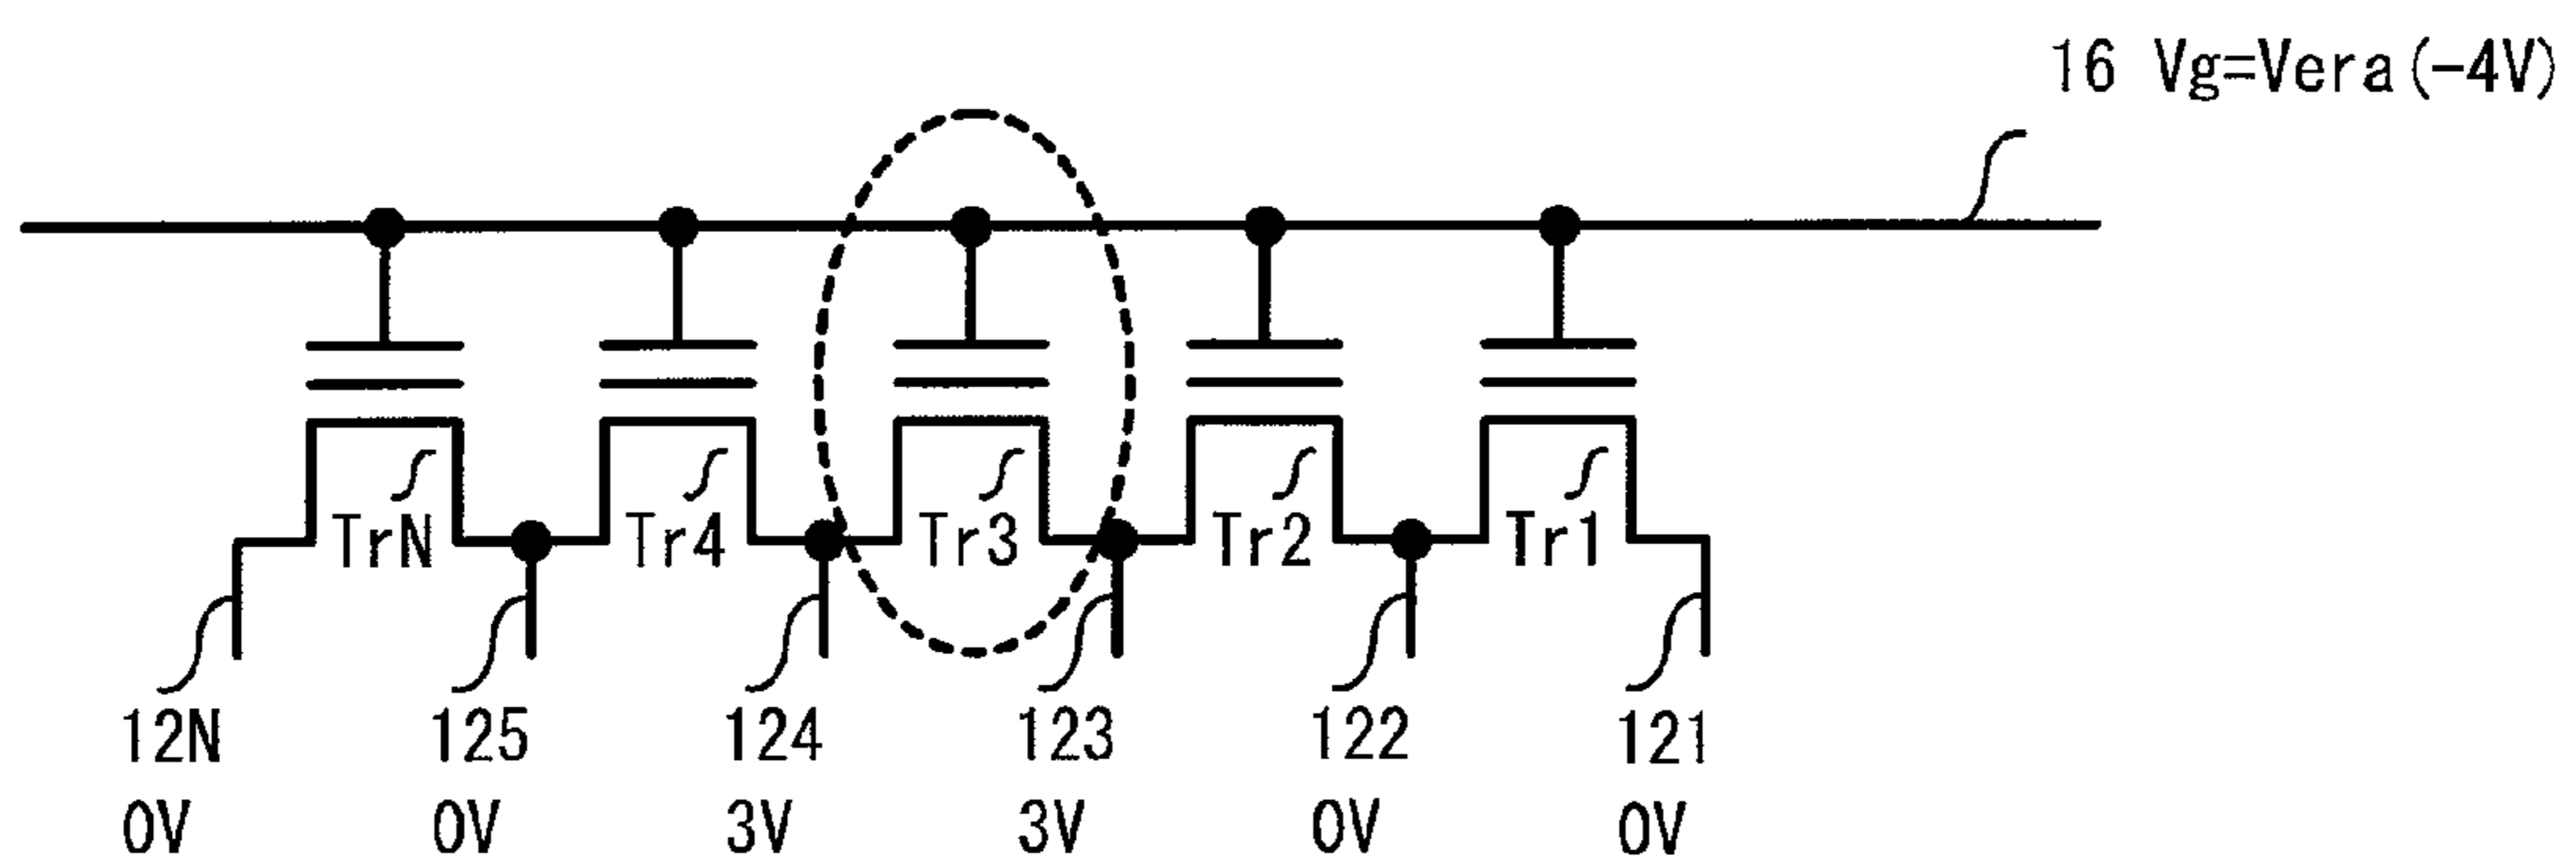 16 Vg=Vera(-4V)
TrN Tr4 Tr3 Tr2 Tr1
12N 125 124 123 122 121
0V 0V 3V 3V 0V 0V